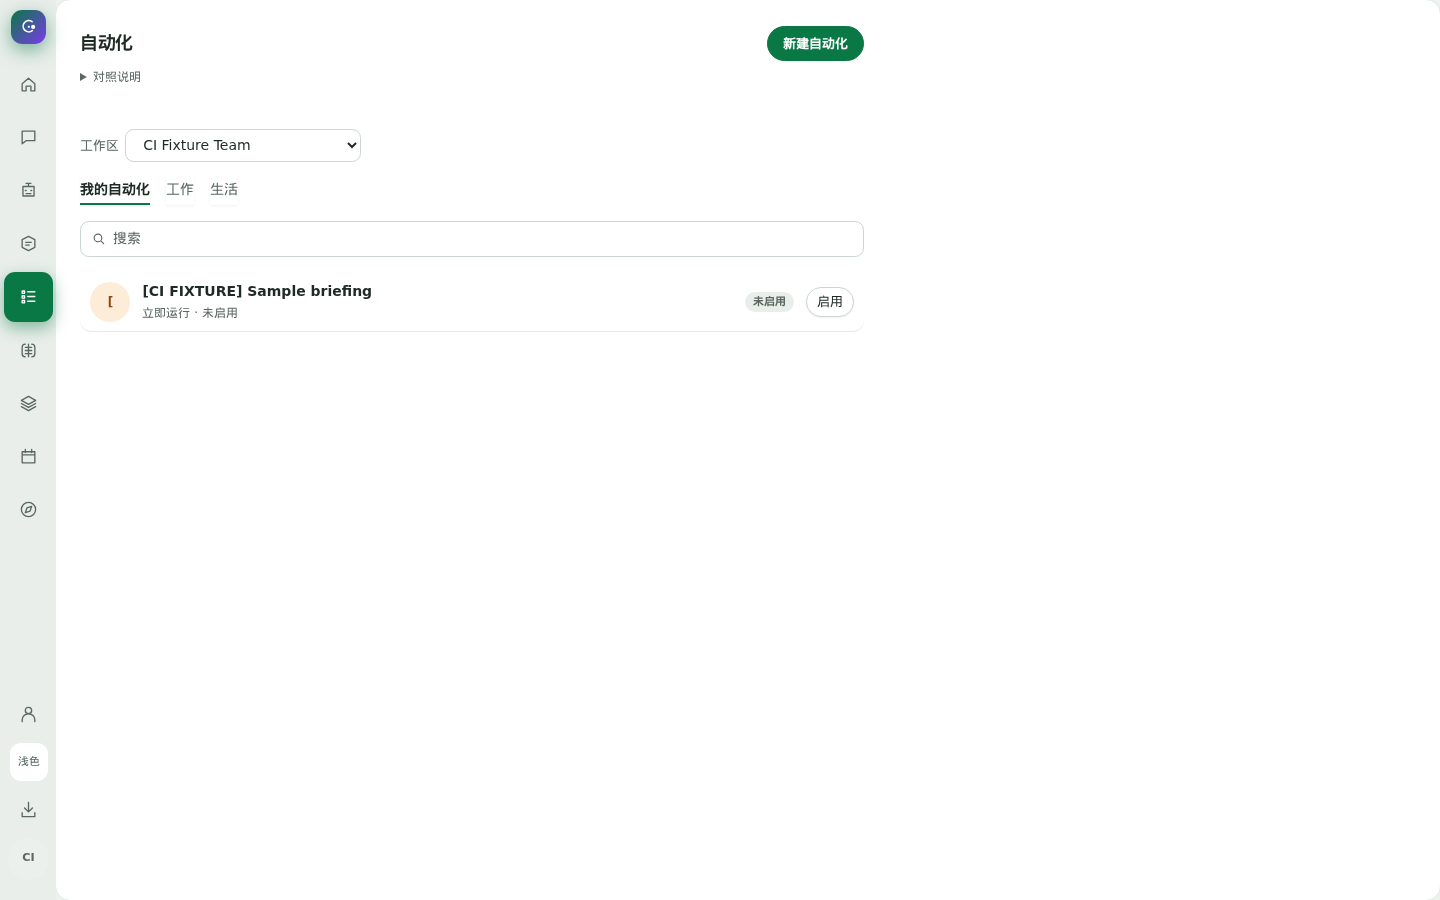 自动化
新建自动化
对照说明
工作区
CI Fixture Team
我的自动化 工作 生活
搜索
[
[CI FIXTURE] Sample briefing
立即运行 · 未启用
未启用
启用
浅色
CI